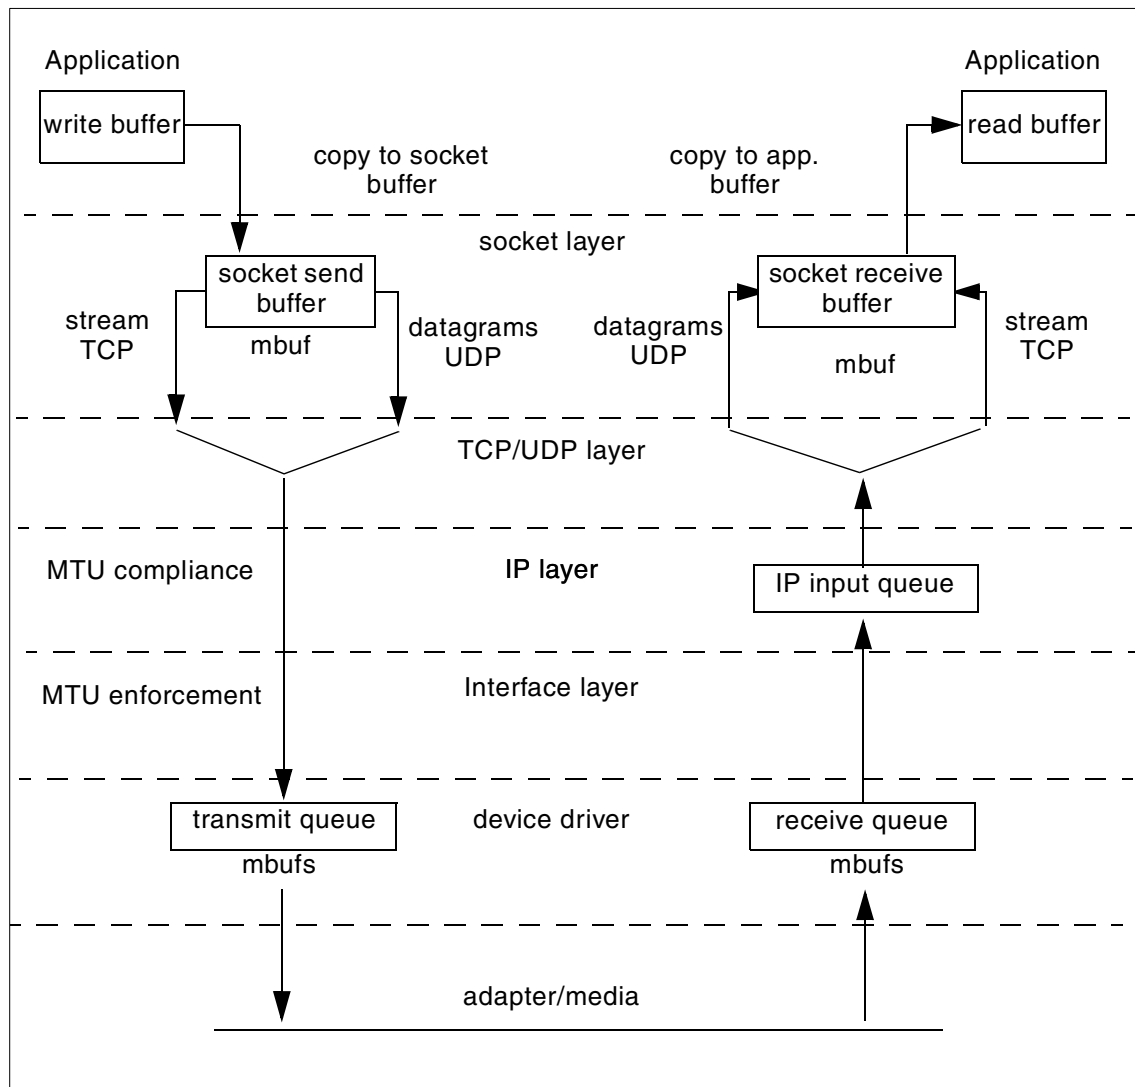 Application
Application
write buffer
read buffer
copy to socket
buffer
copy to app.
buffer
socket layer
socket send
buffer
socket receive
buffer
stream
TCP
mbuf
datagrams
UDP
datagrams
UDP
mbuf
stream
TCP
TCP/UDP layer
MTU compliance
IP layer
IP input queue
MTU enforcement
Interface layer
transmit queue
device driver
receive queue
mbufs
mbufs
adapter/media